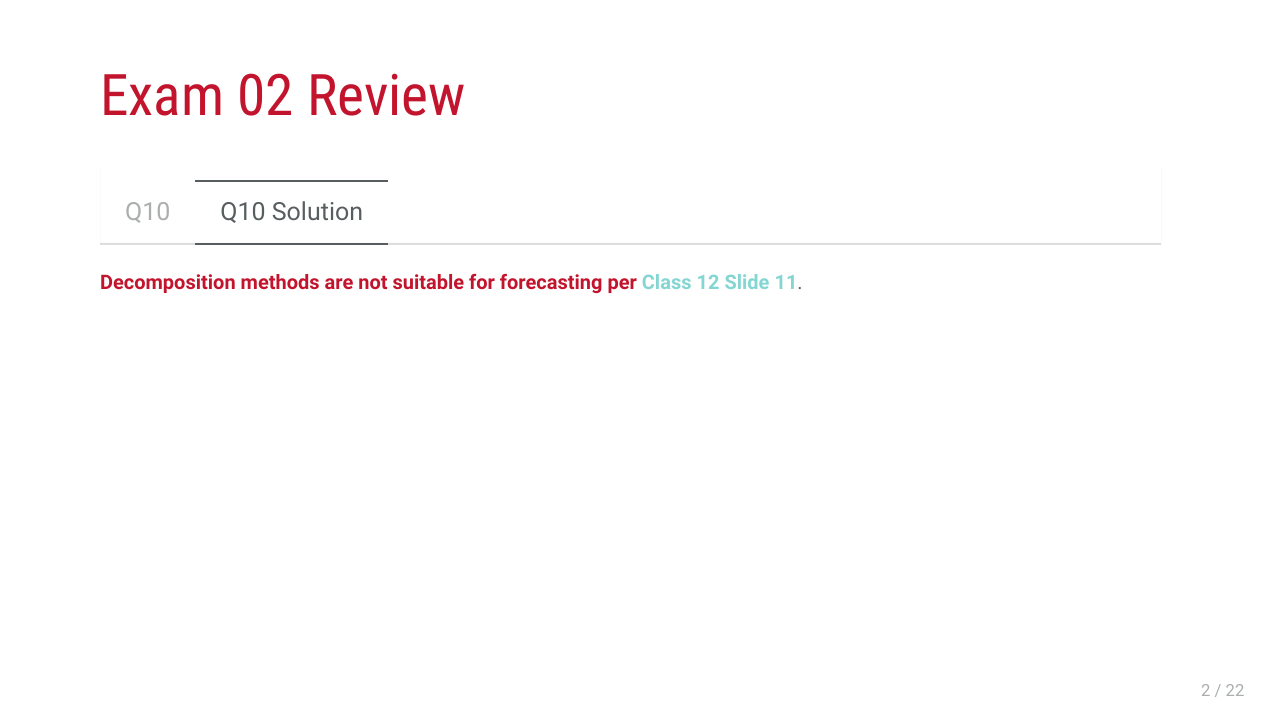 Exam 02 Review
Q10 Q10 Solution
Decomposition methods are not suitable for forecasting per Class 12 Slide 11.
2 / 22